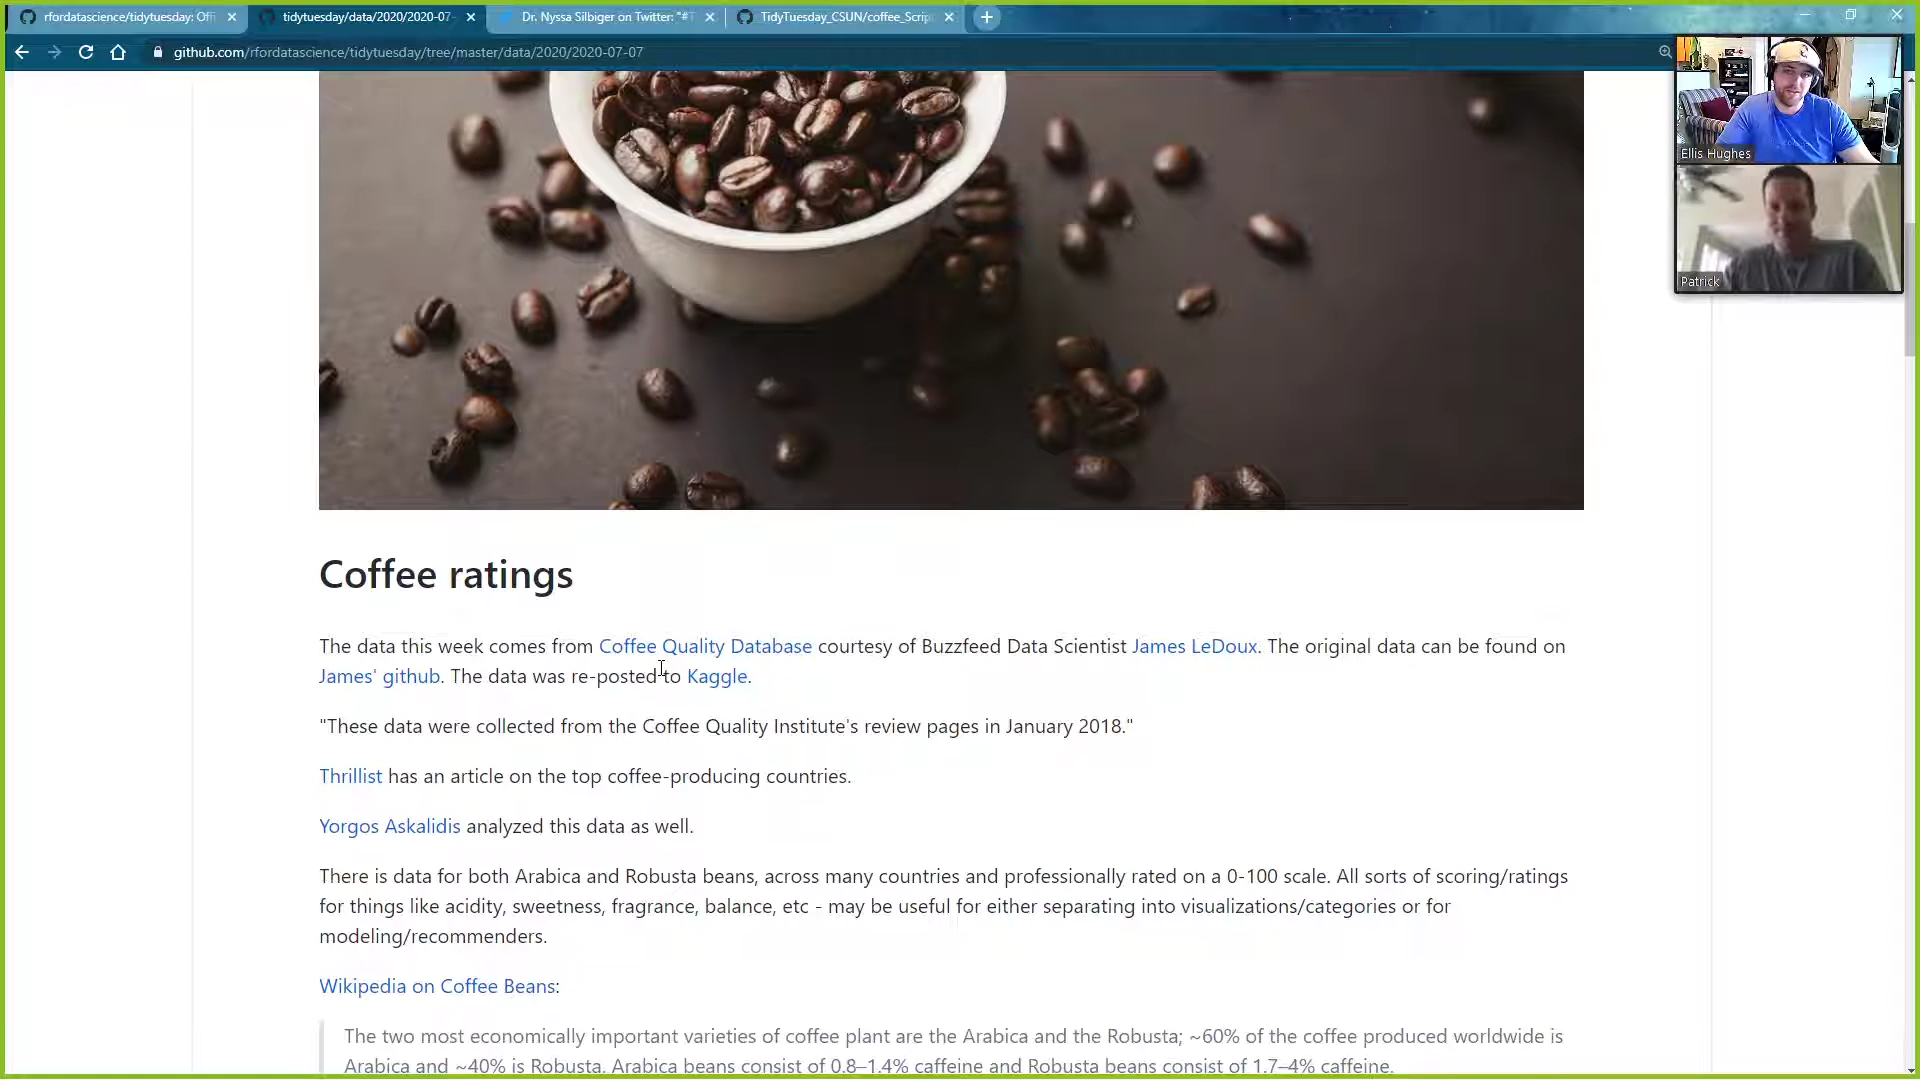 rfordatascience/tidytuesday: Offi
tidytuesday/data/2020/2020-07-
Dr. Nyssa Silbiger on Twitter: "#T
TidyTuesday_CSUN/coffee_Scrip
github.com/rfordatascience/tidytuesday/tree/master/data/2020/2020-07-07
Ellis Hughes
Patrick
Coffee ratings
The data this week comes from Coffee Quality Database courtesy of Buzzfeed Data Scientist James LeDoux. The original data can be found on
James' github. The data was re-posted to Kaggle.
"These data were collected from the Coffee Quality Institute's review pages in January 2018."
Thrillist has an article on the top coffee-producing countries.
Yorgos Askalidis analyzed this data as well.
There is data for both Arabica and Robusta beans, across many countries and professionally rated on a 0-100 scale. All sorts of scoring/ratings
for things like acidity, sweetness, fragrance, balance, etc - may be useful for either separating into visualizations/categories or for
modeling/recommenders.
Wikipedia on Coffee Beans:
The two most economically important varieties of coffee plant are the Arabica and the Robusta; ~60% of the coffee produced worldwide is
Arabica and ~40% is Robusta. Arabica beans consist of 0.8–1.4% caffeine and Robusta beans consist of 1.7–4% caffeine.